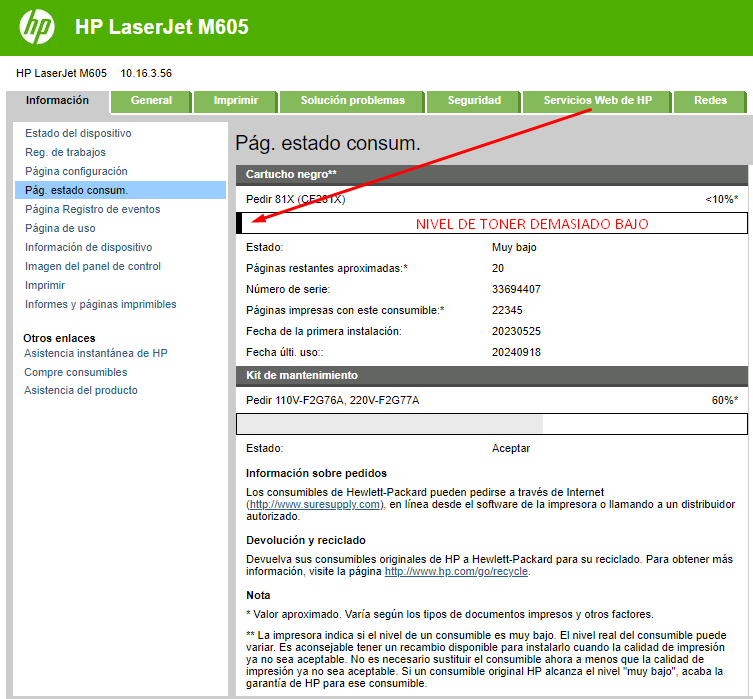 hp HP LaserJet M605
HP LaserJet M605 10.16.3.56
Información General Imprimir Solución problemas Seguridad Servicios Web de HP Redes
Estado del dispositivo
Reg. de trabajos
Página configuración
Pág. estado consum.
Página Registro de eventos
Página de uso
Información de dispositivo
Imagen del panel de control
Imprimir
Informes y páginas imprimibles
Otros enlaces
Asistencia instantánea de HP
Compre consumibles
Asistencia del producto
Pág. estado consum.
Cartucho negro**
Pedir 81X (CF281X) <10%*
NIVEL DE TONER DEMASIADO BAJO
Estado: Muy bajo
Páginas restantes aproximadas:* 20
Número de serie: 33694407
Páginas impresas con este consumible:* 22345
Fecha de la primera instalación: 20230525
Fecha últi. uso:: 20240918
Kit de mantenimiento
Pedir 110V-F2G76A, 220V-F2G77A 60%*
Estado: Aceptar
Información sobre pedidos
Los consumibles de Hewlett-Packard pueden pedirse a través de Internet
(http://www.suresupply.com), en línea desde el software de la impresora o llamando a un distribuidor
autorizado.
Devolución y reciclado
Devuelva sus consumibles originales de HP a Hewlett-Packard para su reciclado. Para obtener más
información, visite la página http://www.hp.com/go/recycle.
Nota
* Valor aproximado. Varía según los tipos de documentos impresos y otros factores.
** La impresora indica si el nivel de un consumible es muy bajo. El nivel real del consumible puede
variar. Es aconsejable tener un recambio disponible para instalarlo cuando la calidad de impresión
ya no sea aceptable. No es necesario sustituir el consumible ahora a menos que la calidad de
impresión ya no sea aceptable. Si un consumible original HP alcanza el nivel "muy bajo", acaba la
garantía de HP para ese consumible.